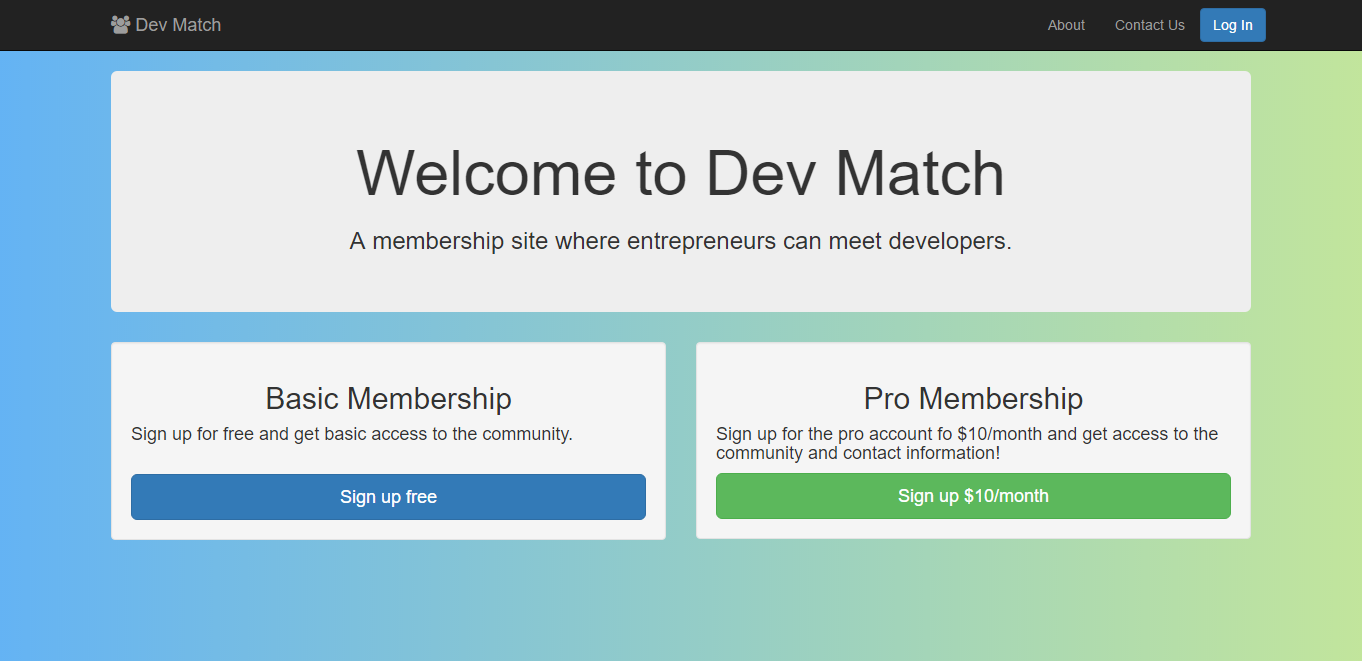 Dev Match
About
Contact Us
Log In
Welcome to Dev Match
A membership site where entrepreneurs can meet developers.
Basic Membership
Sign up for free and get basic access to the community.
Sign up free
Pro Membership
Sign up for the pro account fo $10/month and get access to the
community and contact information!
Sign up $10/month